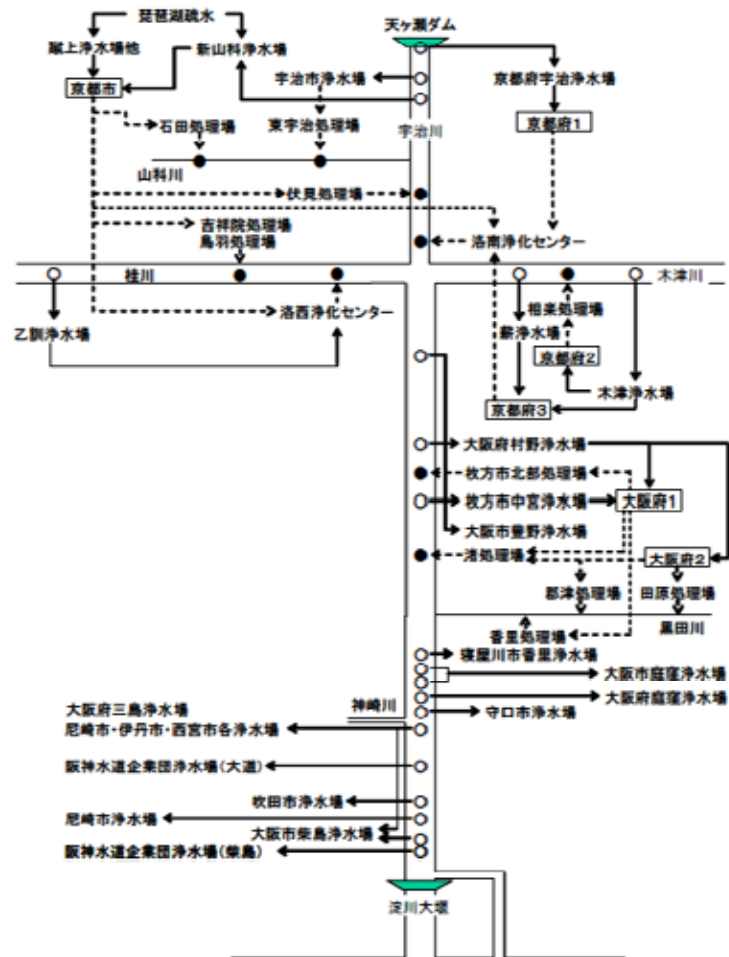 琵琶湖疏水
天ヶ瀬ダム
蹴上浄水場他
新山科浄水場
宇治市浄水場
京都府宇治浄水場
京都市
京都府1
石田処理場
東宇治処理場
宇治川
山科川
伏見処理場
吉祥院処理場
鳥羽処理場
洛南浄化センター
桂川
木津川
洛西浄化センター
相楽処理場
乙訓浄水場
薪浄水場
京都府2
木津浄水場
京都府3
大阪府村野浄水場
枚方市北部処理場
枚方市中宮浄水場
大阪府1
大阪市豊野浄水場
渚処理場
大阪府2
郡津処理場
田原処理場
香里処理場
黒田川
寝屋川市香里浄水場
大阪市庭窪浄水場
大阪府庭窪浄水場
神崎川
大阪府三島浄水場
守口市浄水場
尼崎市・伊丹市・西宮市各浄水場
阪神水道企業団浄水場(大道)
吹田市浄水場
尼崎市浄水場
大阪市柴島浄水場
阪神水道企業団浄水場(柴島)
淀川大堰